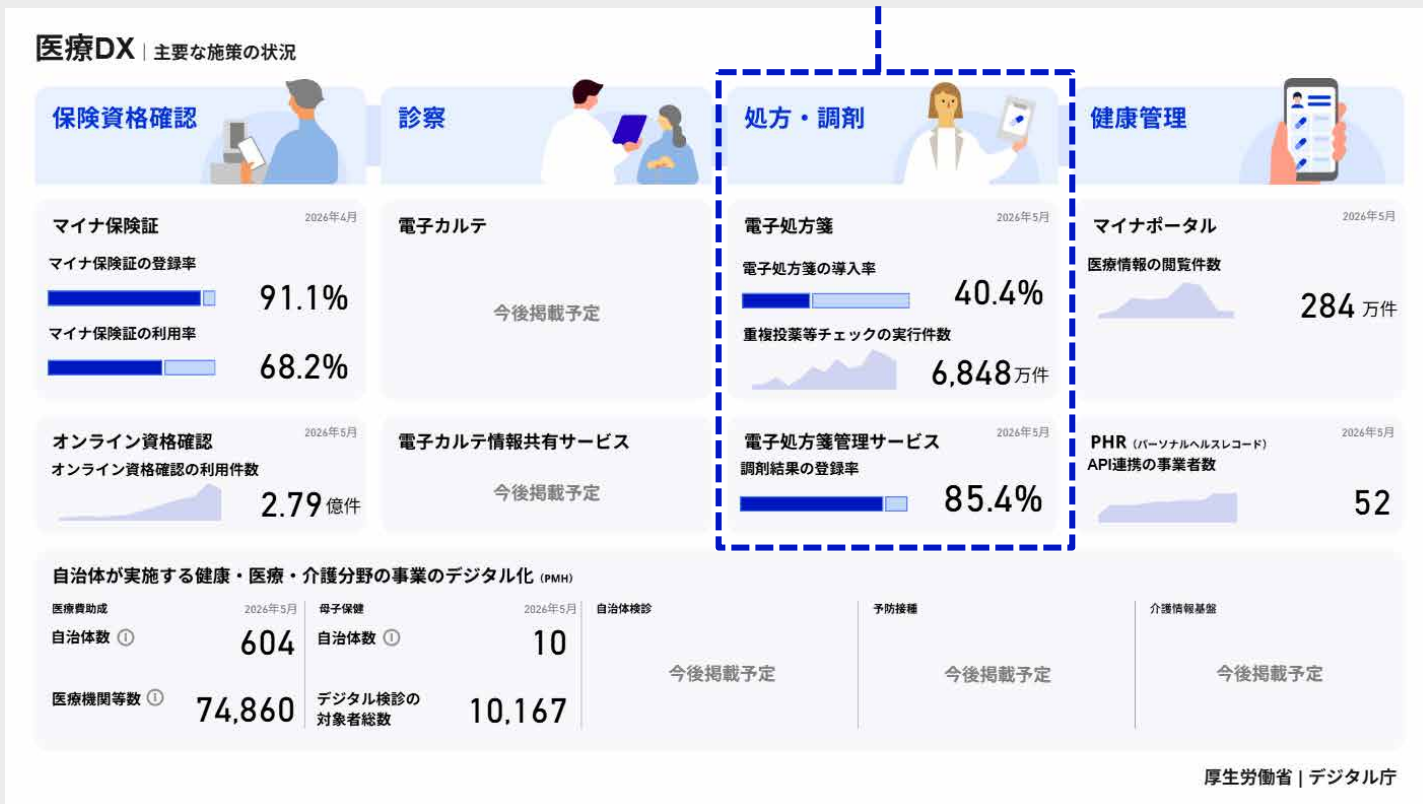 医療DX | 主要な施策の状況
保険資格確認
診察
処方・調剤
健康管理
マイナ保険証 2026年4月
マイナ保険証の登録率
91.1%
マイナ保険証の利用率
68.2%
電子カルテ
今後掲載予定
電子処方箋 2026年5月
電子処方箋の導入率
40.4%
重複投薬等チェックの実行件数
6,848万件
マイナポータル 2026年5月
医療情報の閲覧件数
284 万件
オンライン資格確認 2026年5月
オンライン資格確認の利用件数
2.79 億件
電子カルテ情報共有サービス
今後掲載予定
電子処方箋管理サービス 2026年5月
調剤結果の登録率
85.4%
PHR (パーソナルヘルスレコード) 2026年5月
API連携の事業者数
52
自治体が実施する健康・医療・介護分野の事業のデジタル化 (PMH)
医療費助成 2026年5月
自治体数 ⓘ 604
医療機関等数 ⓘ 74,860
母子保健 2026年5月
自治体数 ⓘ 10
デジタル検診の
対象者総数 10,167
自治体検診
今後掲載予定
予防接種
今後掲載予定
介護情報基盤
今後掲載予定
厚生労働省 | デジタル庁